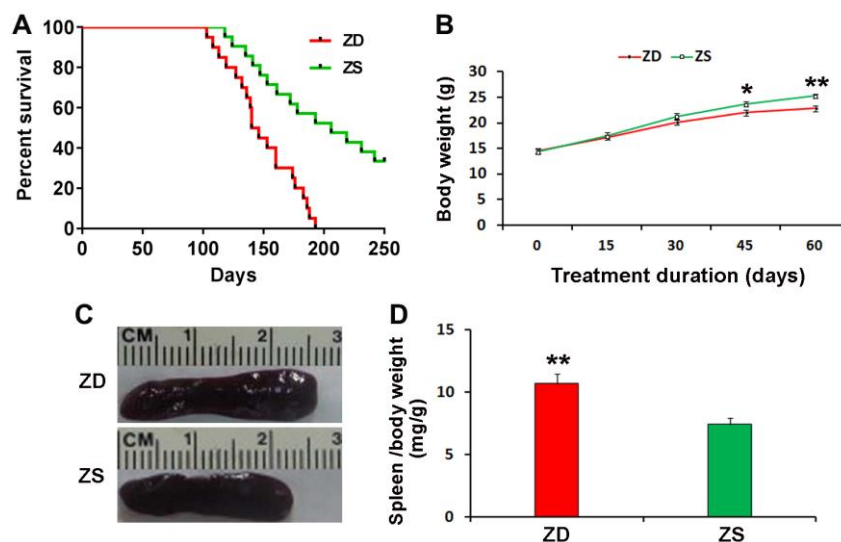 A
Percent survival
100
80
60
40
20
0
0 50 100 150 200 250
Days
ZD
ZS
B
ZD ZS
Body weight (g)
30
25
20
15
10
5
0
* **
0 15 30 45 60
Treatment duration (days)
C
ZD
CM 1 2 3
ZS
CM 1 2 3
D
Spleen /body weight
(mg/g)
15
10
5
0
**
ZD ZS